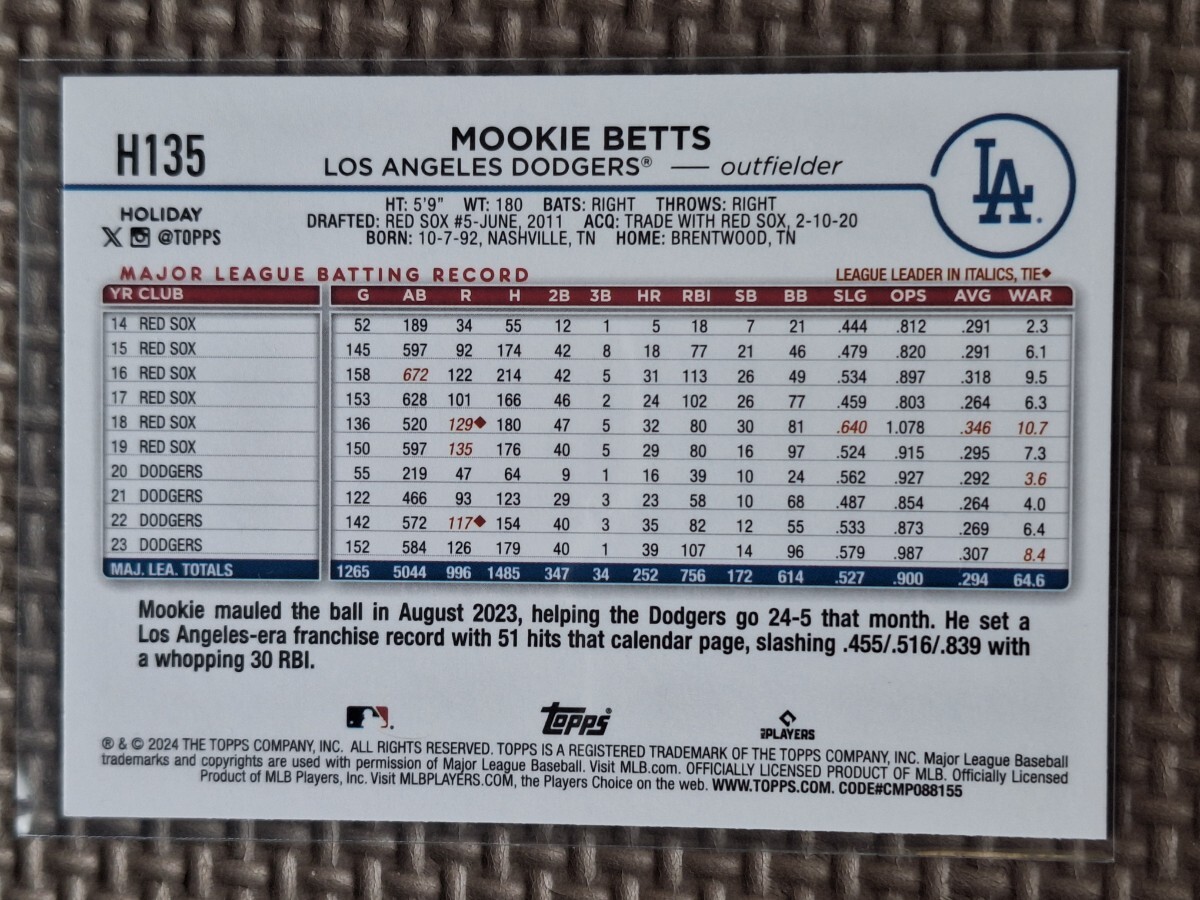 H135
MOOKIE BETTS
LOS ANGELES DODGERS® — outfielder
LA
HOLIDAY
X @TOPPS
HT: 5'9" WT: 180 BATS: RIGHT THROWS: RIGHT
DRAFTED: RED SOX #5-JUNE, 2011 ACQ: TRADE WITH RED SOX, 2-10-20
BORN: 10-7-92, NASHVILLE, TN HOME: BRENTWOOD, TN
MAJOR LEAGUE BATTING RECORD LEAGUE LEADER IN ITALICS, TIE◆
YR CLUB G AB R H 2B 3B HR RBI SB BB SLG OPS AVG WAR
14 RED SOX 52 189 34 55 12 1 5 18 7 21 .444 .812 .291 2.3
15 RED SOX 145 597 92 174 42 8 18 77 21 46 .479 .820 .291 6.1
16 RED SOX 158 672 122 214 42 5 31 113 26 49 .534 .897 .318 9.5
17 RED SOX 153 628 101 166 46 2 24 102 26 77 .459 .803 .264 6.3
18 RED SOX 136 520 129◆ 180 47 5 32 80 30 81 .640 1.078 .346 10.7
19 RED SOX 150 597 135 176 40 5 29 80 16 97 .524 .915 .295 7.3
20 DODGERS 55 219 47 64 9 1 16 39 10 24 .562 .927 .292 3.6
21 DODGERS 122 466 93 123 29 3 23 58 10 68 .487 .854 .264 4.0
22 DODGERS 142 572 117◆ 154 40 3 35 82 12 55 .533 .873 .269 6.4
23 DODGERS 152 584 126 179 40 1 39 107 14 96 .579 .987 .307 8.4
MAJ. LEA. TOTALS 1265 5044 996 1485 347 34 252 756 172 614 .527 .900 .294 64.6
Mookie mauled the ball in August 2023, helping the Dodgers go 24-5 that month. He set a
Los Angeles-era franchise record with 51 hits that calendar page, slashing .455/.516/.839 with
a whopping 30 RBI.
Topps® PLAYERS
® & © 2024 THE TOPPS COMPANY, INC. ALL RIGHTS RESERVED. TOPPS IS A REGISTERED TRADEMARK OF THE TOPPS COMPANY, INC. Major League Baseball
trademarks and copyrights are used with permission of Major League Baseball. Visit MLB.com. OFFICIALLY LICENSED PRODUCT OF MLB. Officially Licensed
Product of MLB Players, Inc. Visit MLBPLAYERS.COM, the Players Choice on the web. WWW.TOPPS.COM. CODE#CMP088155